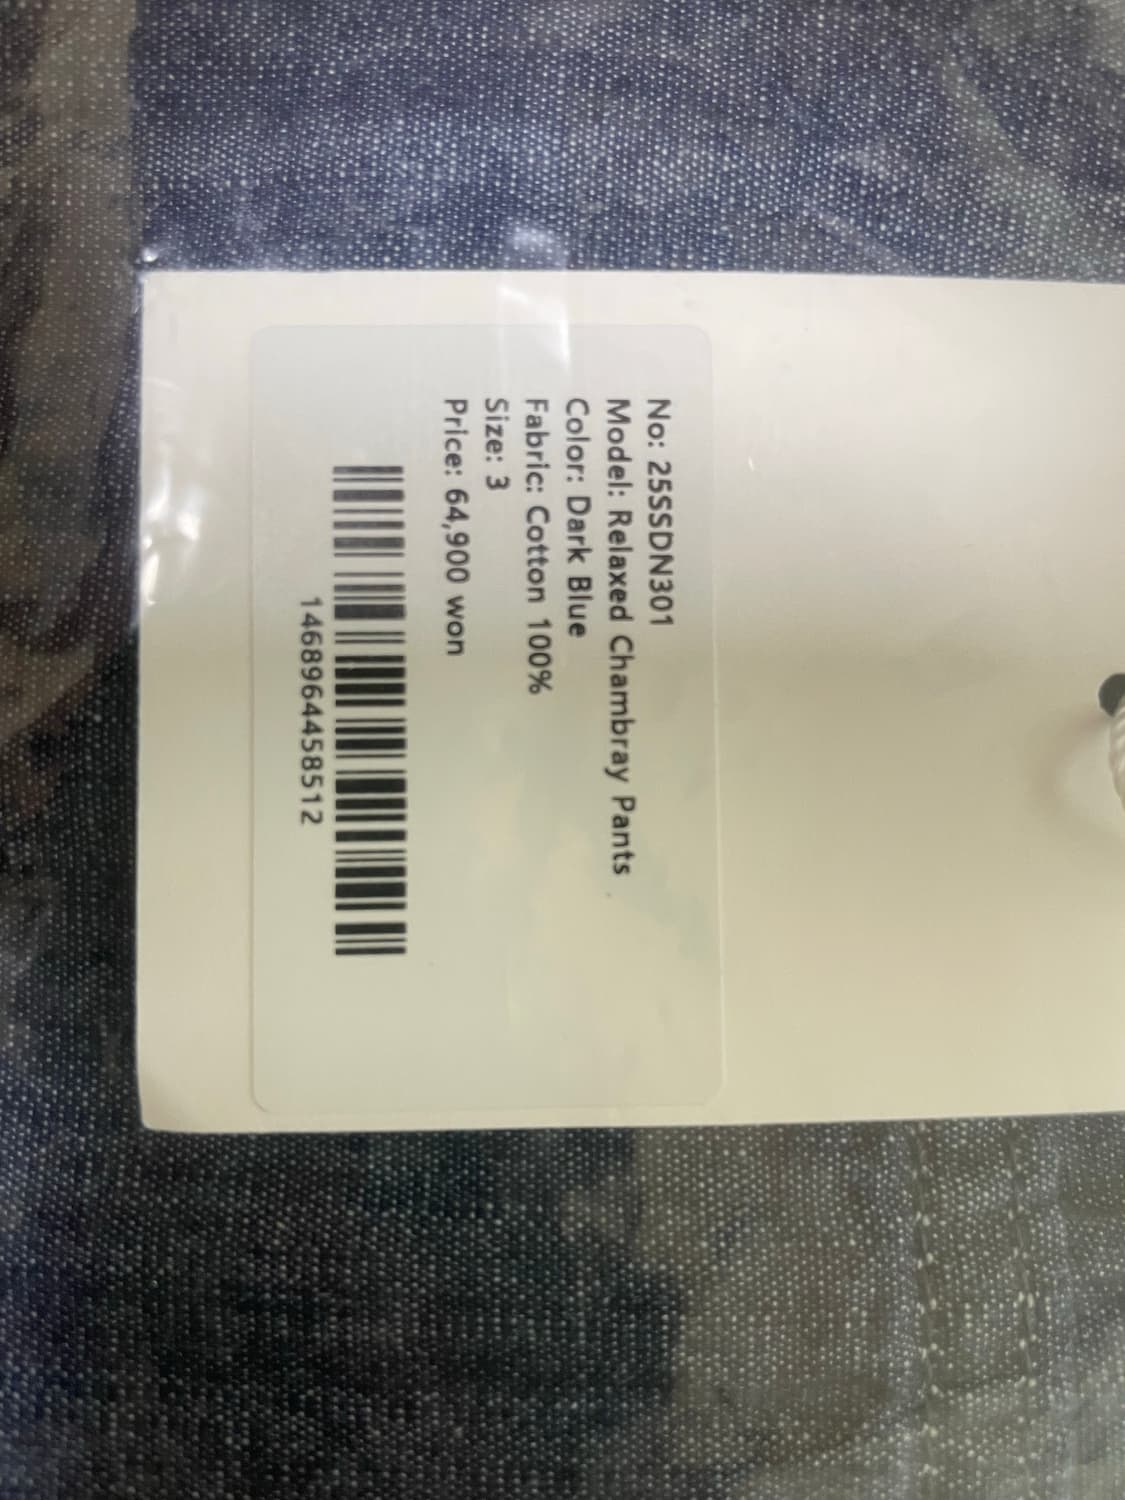 No: 25SSDN301
Model: Relaxed Chambray Pants
Color: Dark Blue
Fabric: Cotton 100%
Size: 3
Price: 64,900 won
1468964458512